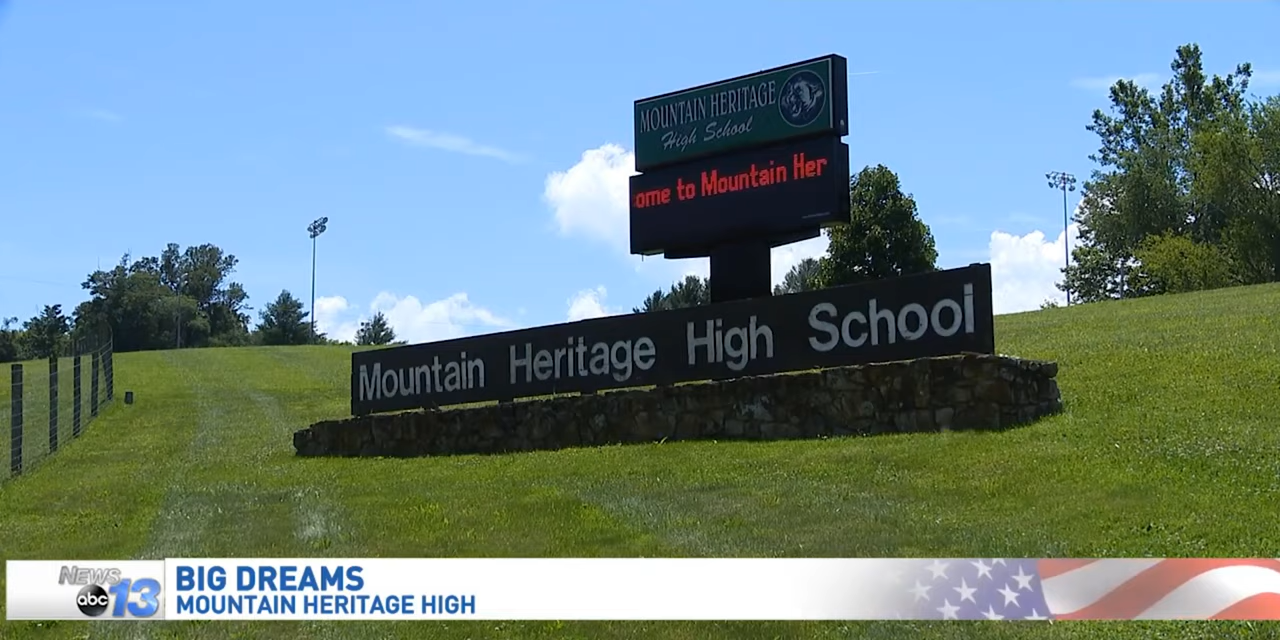 MOUNTAIN HERITAGE
High School
ome to Mountain Her
Mountain Heritage High School
NEWS
abc 13
BIG DREAMS
MOUNTAIN HERITAGE HIGH